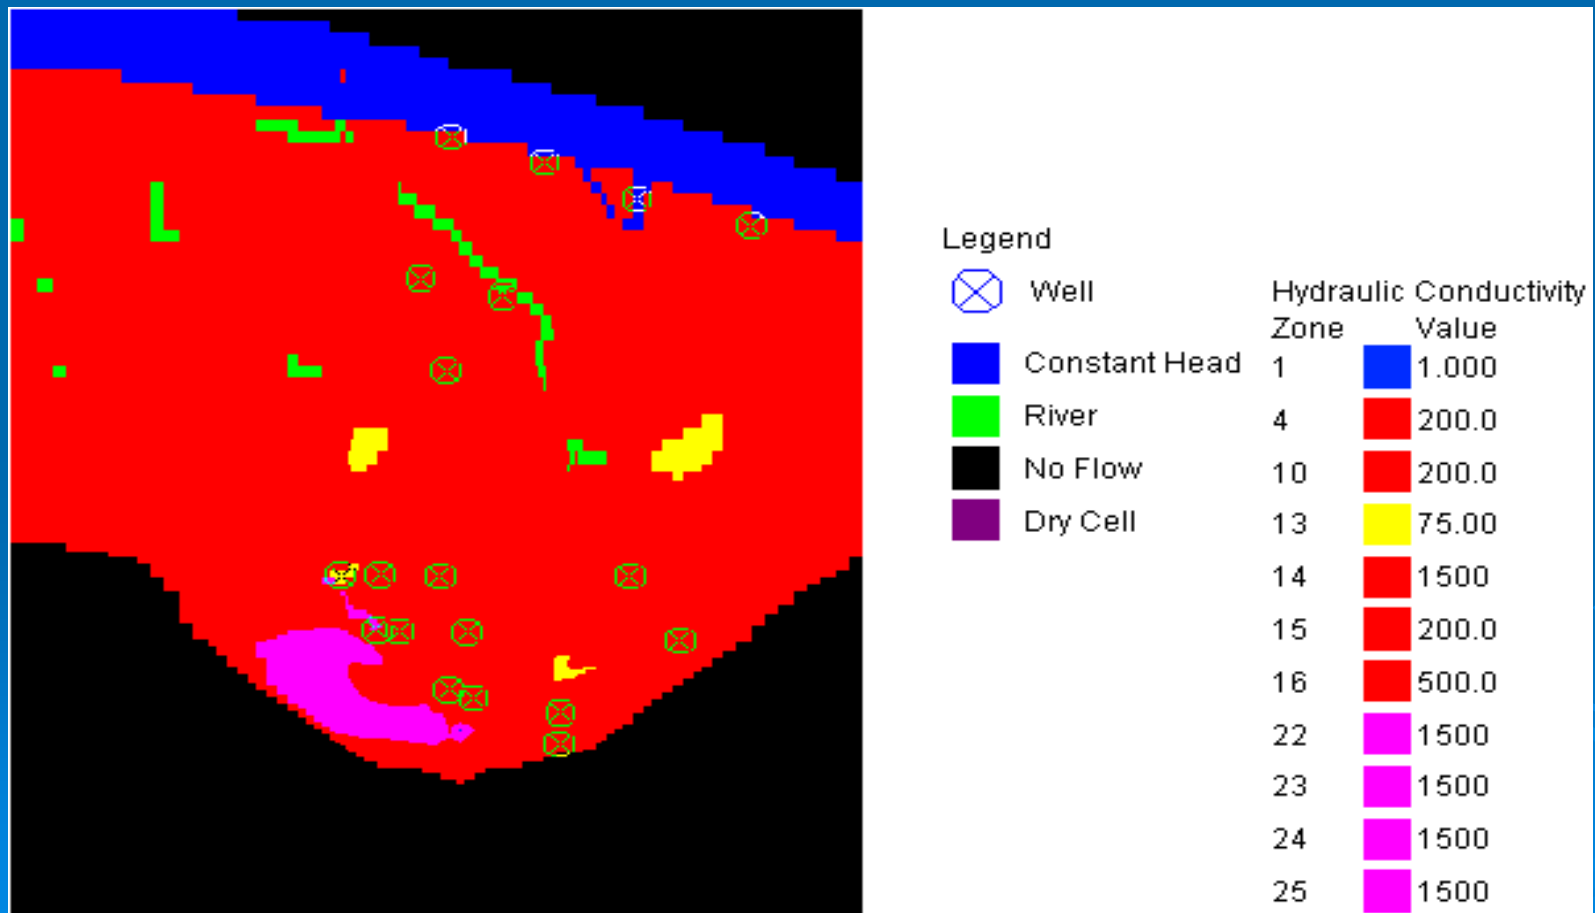 Legend
Well
Constant Head
River
No Flow
Dry Cell
Hydraulic Conductivity
Zone Value
1 1.000
4 200.0
10 200.0
13 75.00
14 1500
15 200.0
16 500.0
22 1500
23 1500
24 1500
25 1500